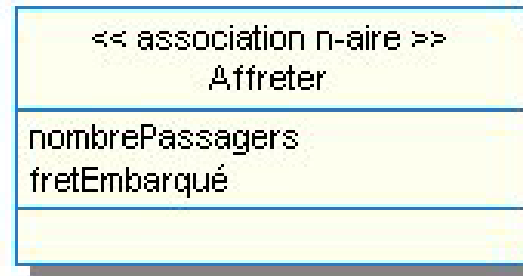 << association n-aire >>
Affreter
nombrePassagers
fretEmbarqué